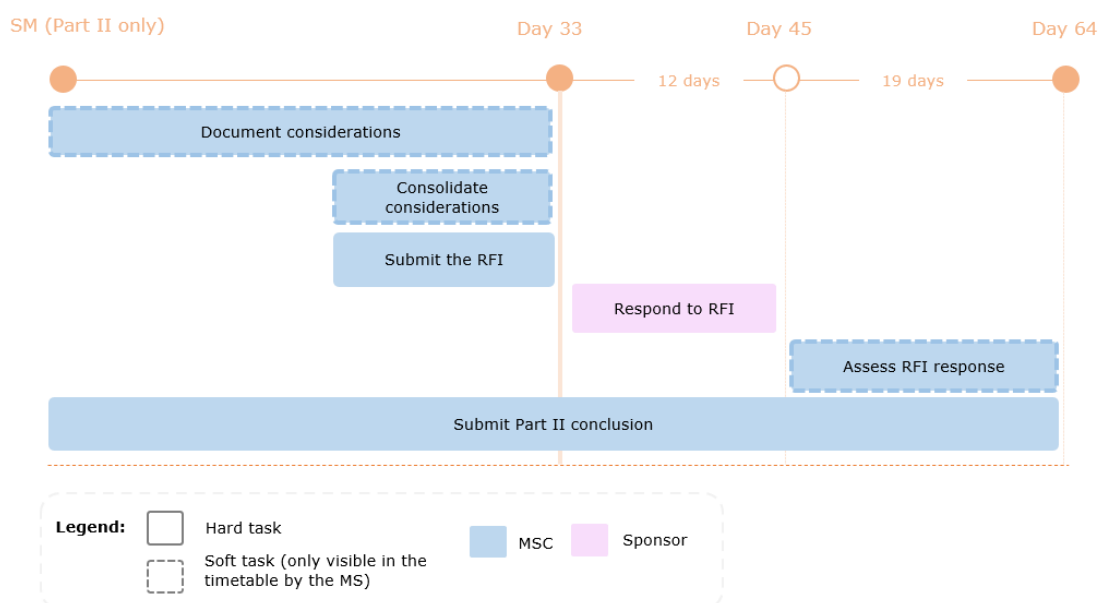 SM (Part II only)
Day 33
Day 45
Day 64
12 days
19 days
Document considerations
Consolidate
considerations
Submit the RFI
Respond to RFI
Assess RFI response
Submit Part II conclusion
Legend:
Hard task
MSC
Sponsor
Soft task (only visible in the
timetable by the MS)